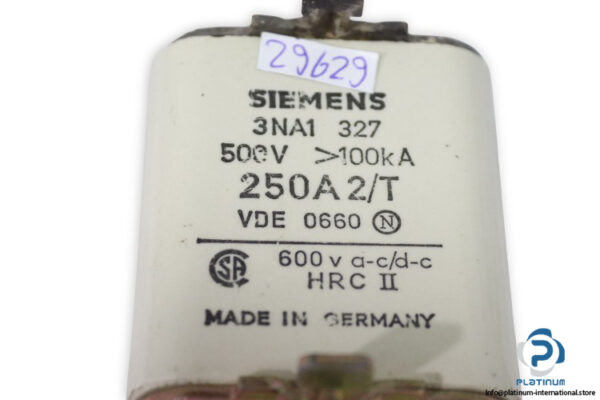 29629
SIEMENS
3NA1 327
500V >100kA
250A 2/T
VDE 0660 N
SA 600 v a-c/d-c
HRC II
MADE IN GERMANY
P
PLATINUM
info@platinum-international.store